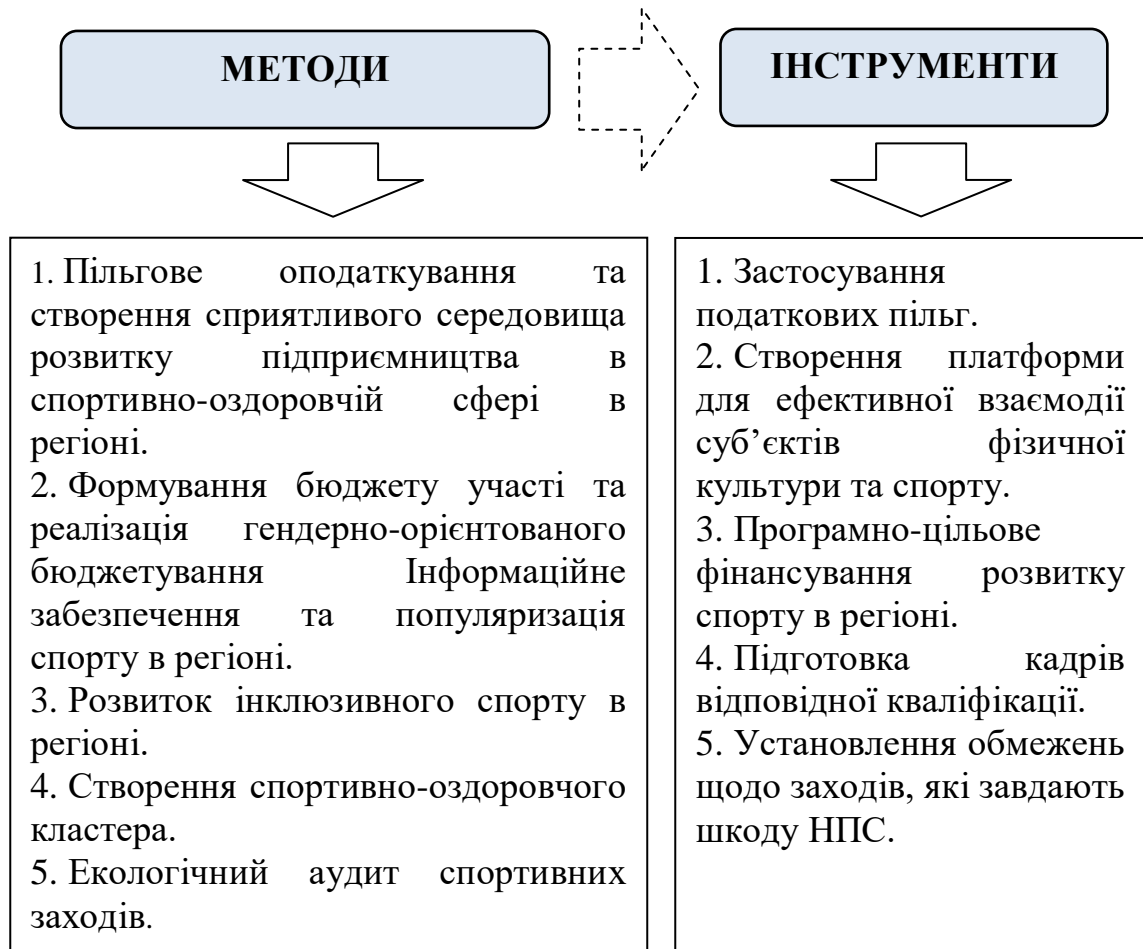 МЕТОДИ
ІНСТРУМЕНТИ
1. Пільгове оподаткування та
створення сприятливого середовища
розвитку підприємництва в
спортивно-оздоровчій сфері в
регіоні.
2. Формування бюджету участі та
реалізація гендерно-орієнтованого
бюджетування Інформаційне
забезпечення та популяризація
спорту в регіоні.
3. Розвиток інклюзивного спорту в
регіоні.
4. Створення спортивно-оздоровчого
кластера.
5. Екологічний аудит спортивних
заходів.
1. Застосування
податкових пільг.
2. Створення платформи
для ефективної взаємодії
суб’єктів фізичної
культури та спорту.
3. Програмно-цільове
фінансування розвитку
спорту в регіоні.
4. Підготовка кадрів
відповідної кваліфікації.
5. Установлення обмежень
щодо заходів, які завдають
шкоду НПС.